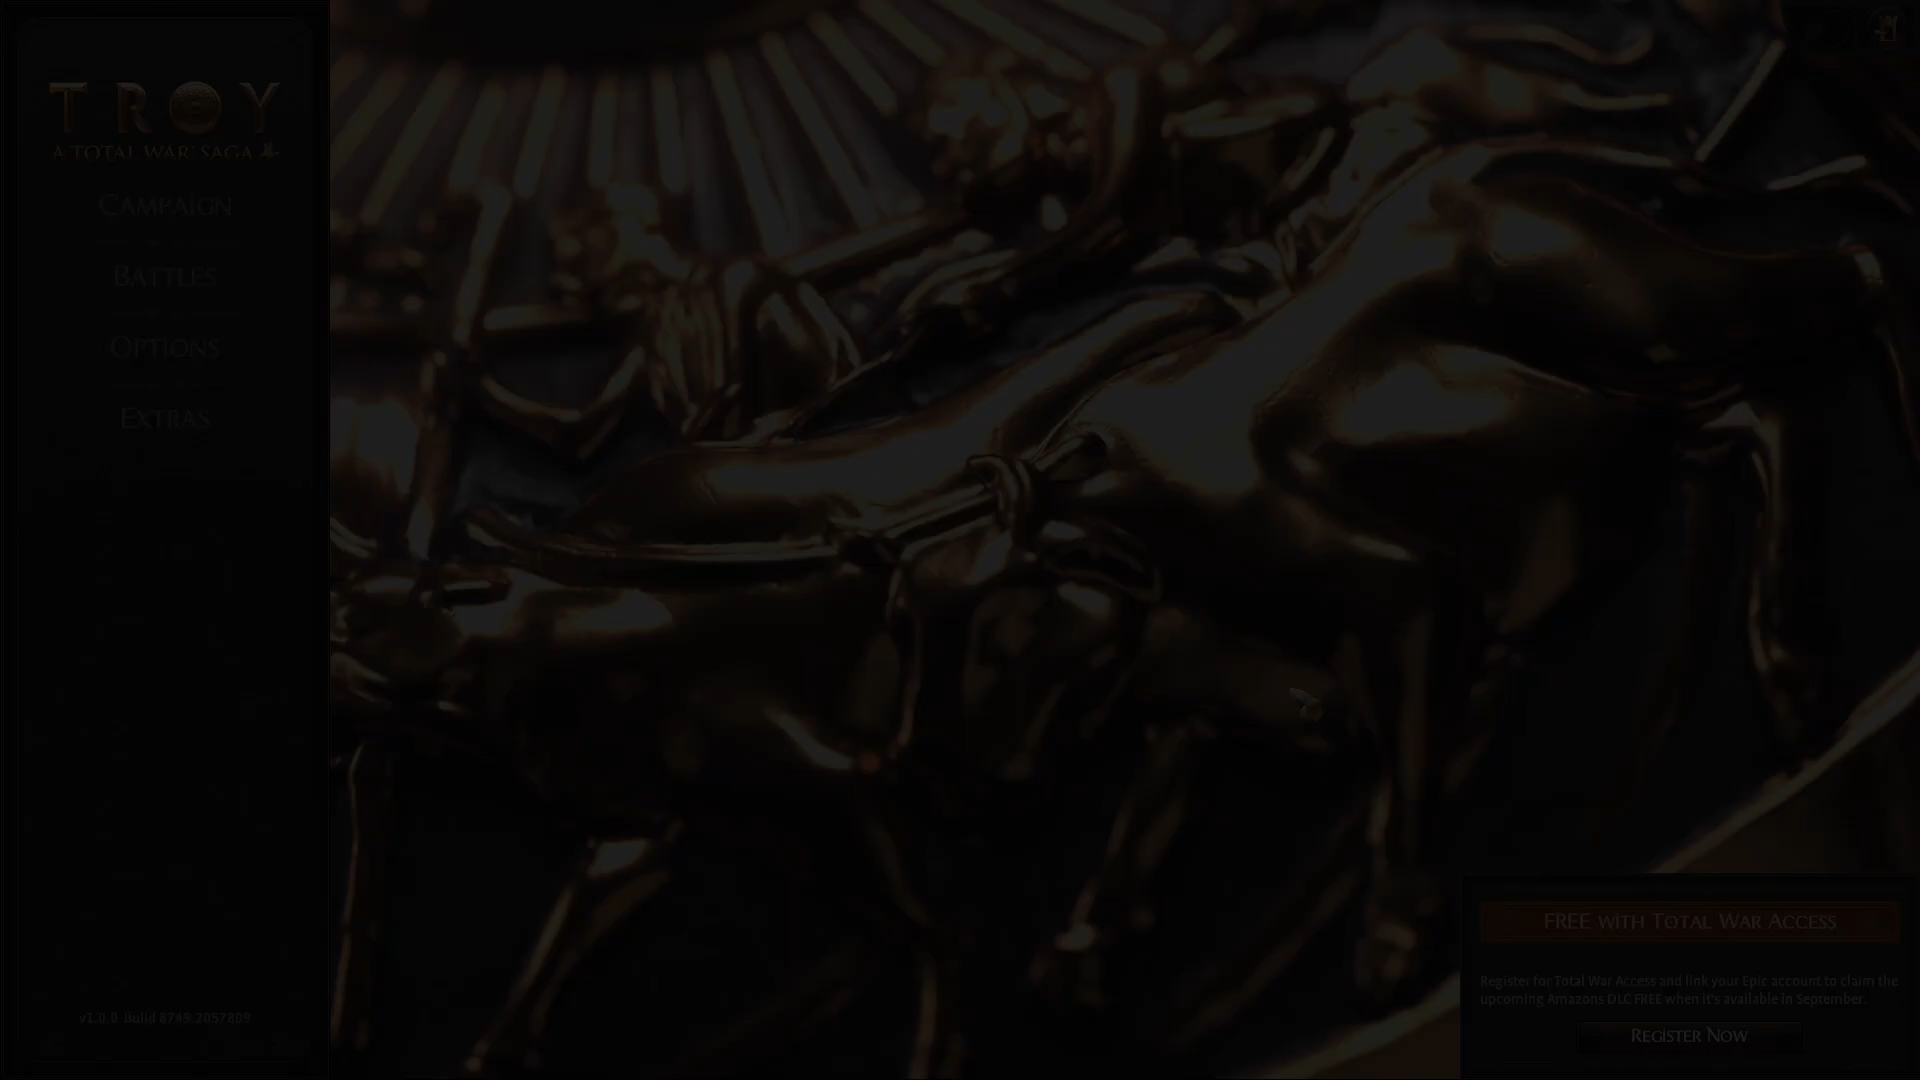 TROY
A TOTAL WAR SAGA
CAMPAIGN
BATTLES
OPTIONS
EXTRAS
v1.0.0 Build 8749.2057809
FREE WITH TOTAL WAR ACCESS
Register for Total War Access and link your Epic account to claim the
upcoming Amazons DLC FREE when it's available in September.
REGISTER NOW